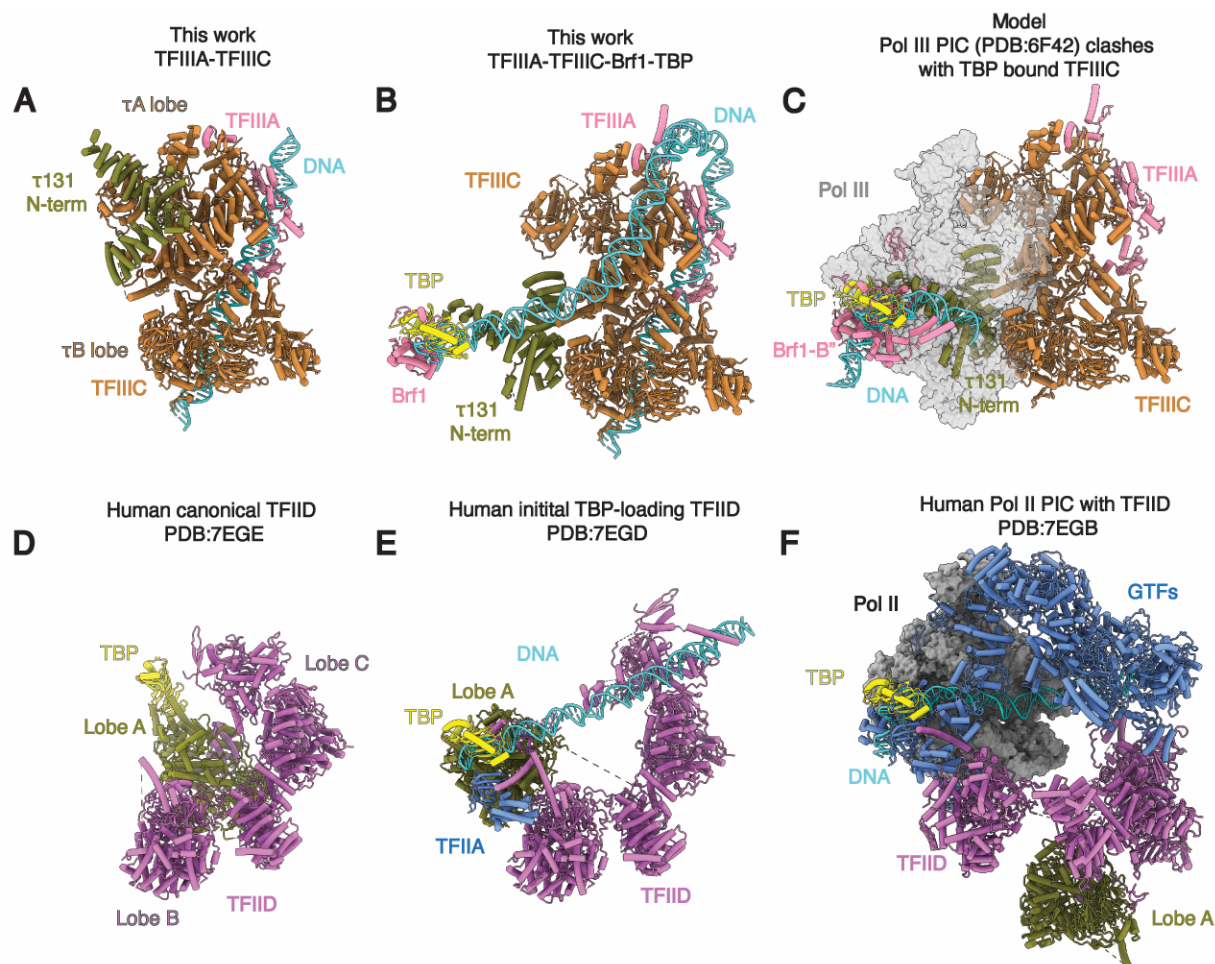 This work
TFIIIA-TFIIIC
This work
TFIIIA-TFIIIC-Brf1-TBP
Model
Pol III PIC (PDB:6F42) clashes
with TBP bound TFIIIC
A
τA lobe
TFIIIA
DNA
τ131
N-term
τB lobe
TFIIIC
B
TFIIIA
DNA
TFIIIC
TBP
Brf1
τ131
N-term
C
Pol III
TFIIIA
TBP
Brf1-B"
DNA
τ131
N-term
TFIIIC
Human canonical TFIID
PDB:7EGE
Human initital TBP-loading TFIID
PDB:7EGD
Human Pol II PIC with TFIID
PDB:7EGB
D
TBP
Lobe C
Lobe A
TFIID
Lobe B
E
DNA
Lobe A
TBP
TFIIA
TFIID
F
Pol II
GTFs
TBP
DNA
TFIID
Lobe A